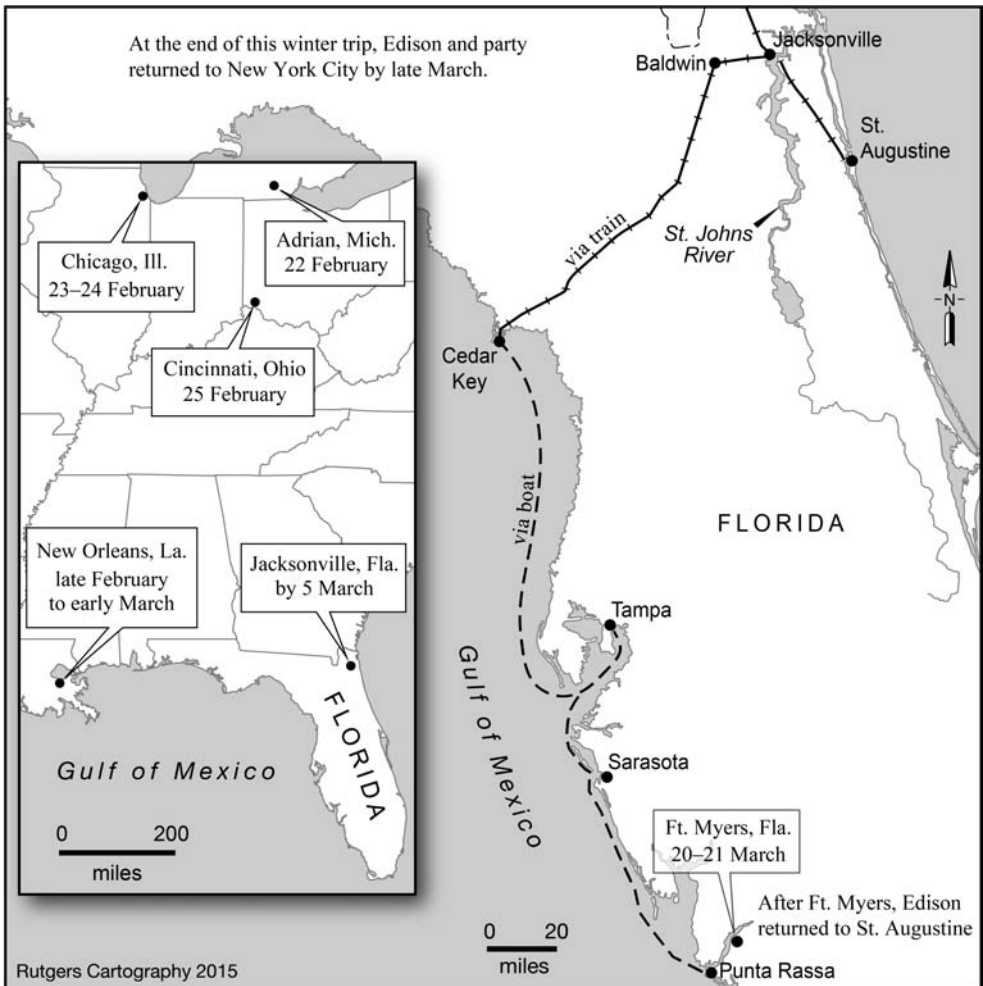 At the end of this winter trip, Edison and party
returned to New York City by late March.
Jacksonville
Baldwin
St.
Augustine
St. Johns
River
via train
N
Cedar
Key
via boat
FLORIDA
Tampa
Gulf of Mexico
Sarasota
Ft. Myers, Fla.
20–21 March
After Ft. Myers, Edison
returned to St. Augustine
Punta Rassa
0 20
miles
Adrian, Mich.
22 February
Chicago, Ill.
23–24 February
Cincinnati, Ohio
25 February
New Orleans, La.
late February
to early March
Jacksonville, Fla.
by 5 March
FLORIDA
Gulf of Mexico
0 200
miles
Rutgers Cartography 2015